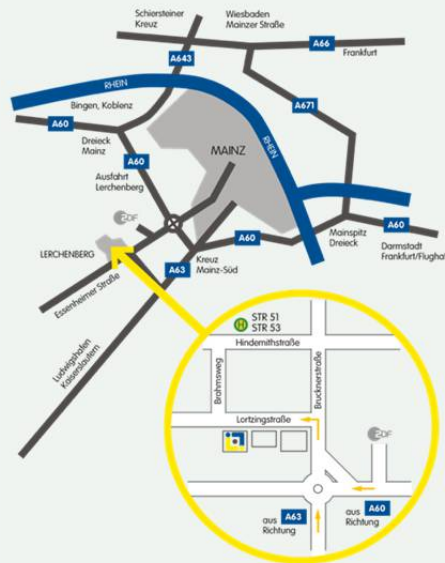 Schiersteiner
Kreuz
Wiesbaden
Mainzer Straße
A66
Frankfurt
A643
RHEIN
Bingen, Koblenz
A671
A60
RHEIN
Dreieck
Mainz
MAINZ
A60
Ausfahrt
Lerchenberg
ZDF
A60
A60
Mainspitz
Dreieck
Darmstadt
Frankfurt/Flughaf
LERCHENBERG
A63
Kreuz
Mainz-Süd
Essenheimer Straße
Ludwigshafen
Kaiserslautern
H
STR 51
STR 53
Hindemithstraße
Brahmsweg
Brucknerstraße
Lortzingstraße
ZDF
aus
Richtung
A63
aus
Richtung
A60